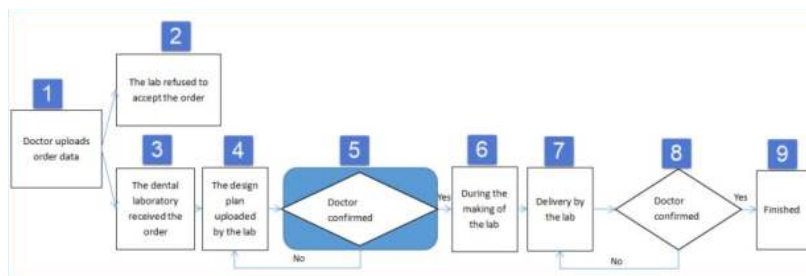 1
Doctor uploads
order data
2
The lab refused to
accept the order
3
The dental
laboratory
received the
order
4
The design
plan
uploaded
by the lab
5
Doctor
confirmed
Yes
No
6
During the
making of
the lab
7
Delivery by
the lab
8
Doctor
confirmed
Yes
No
9
Finished